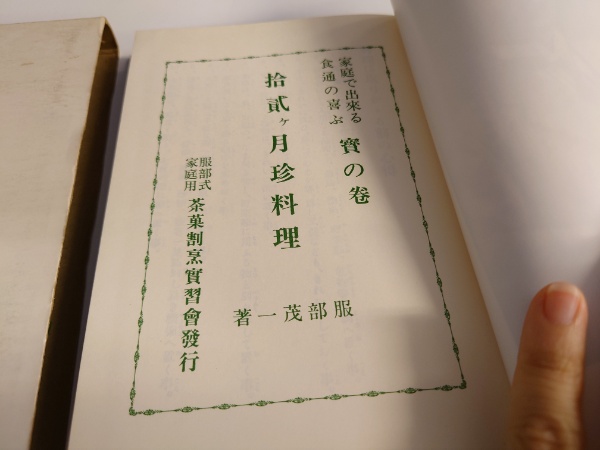 家庭で出来る
食通の喜ぶ
寶の卷
拾貳ヶ月珍料理
服部式
家庭用
茶菓割烹實習會發行
服部茂一著